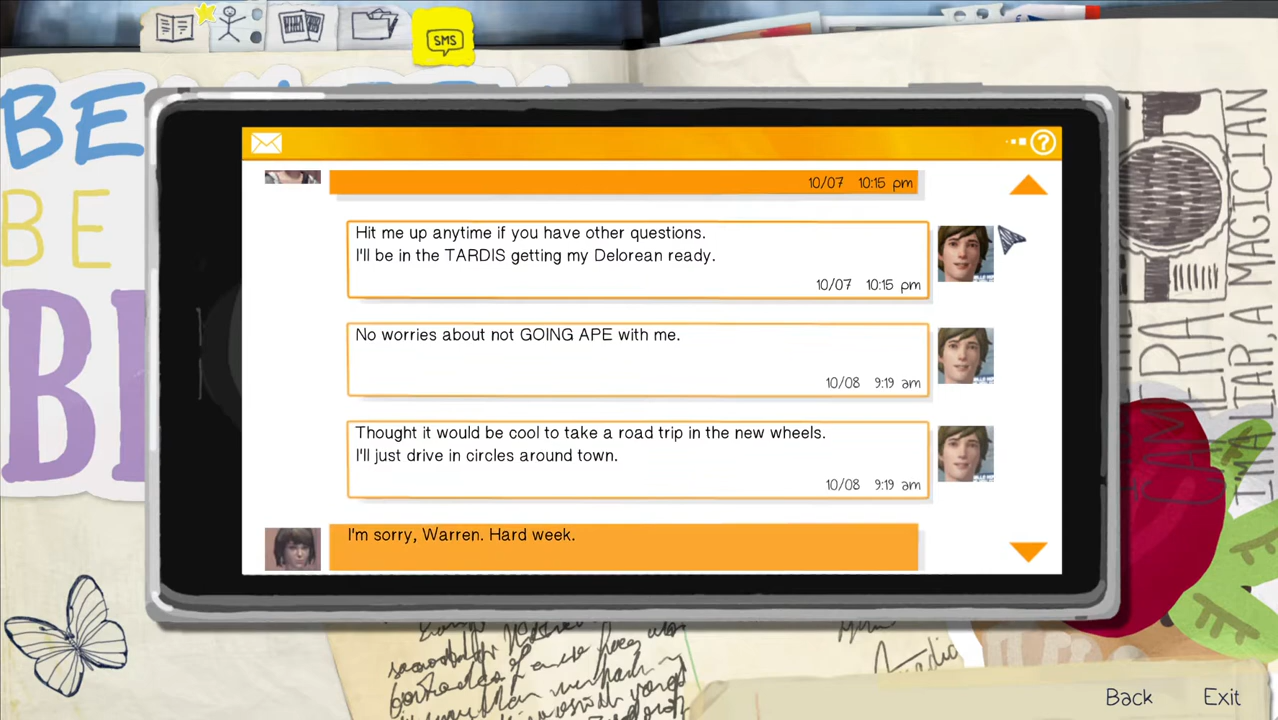 SMS
10/07 10:15 pm
Hit me up anytime if you have other questions.
I'll be in the TARDIS getting my Delorean ready.
10/07 10:15 pm
No worries about not GOING APE with me.
10/08 9:19 am
Thought it would be cool to take a road trip in the new wheels.
I'll just drive in circles around town.
10/08 9:19 am
I'm sorry, Warren. Hard week.
BE
BE
MAGICIAN
Back
Exit